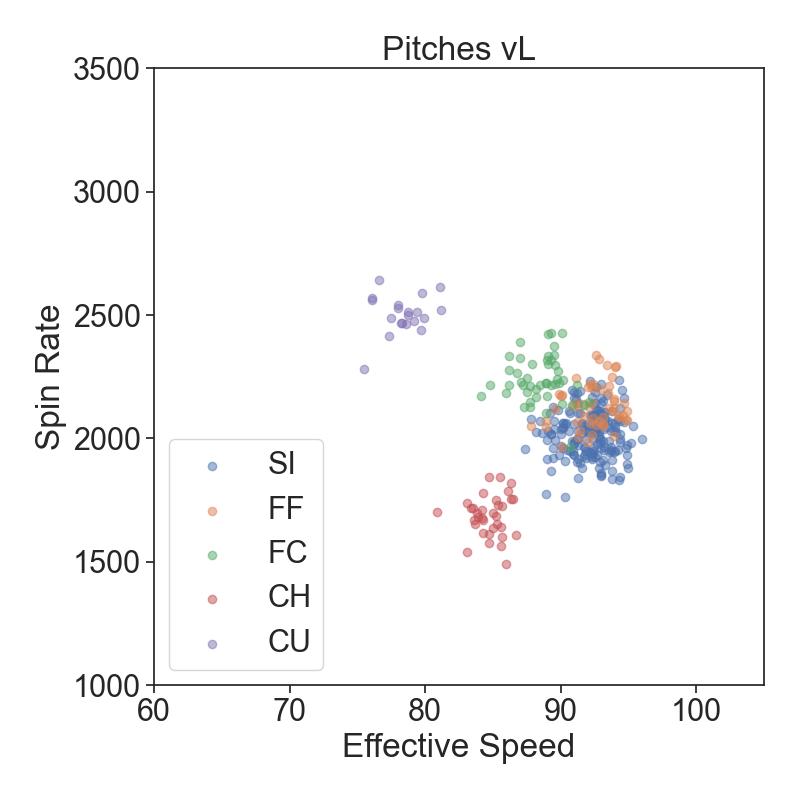 Pitches vL
3500
3000
2500
2000
1500
1000
Spin Rate
SI
FF
FC
CH
CU
60 70 80 90 100
Effective Speed